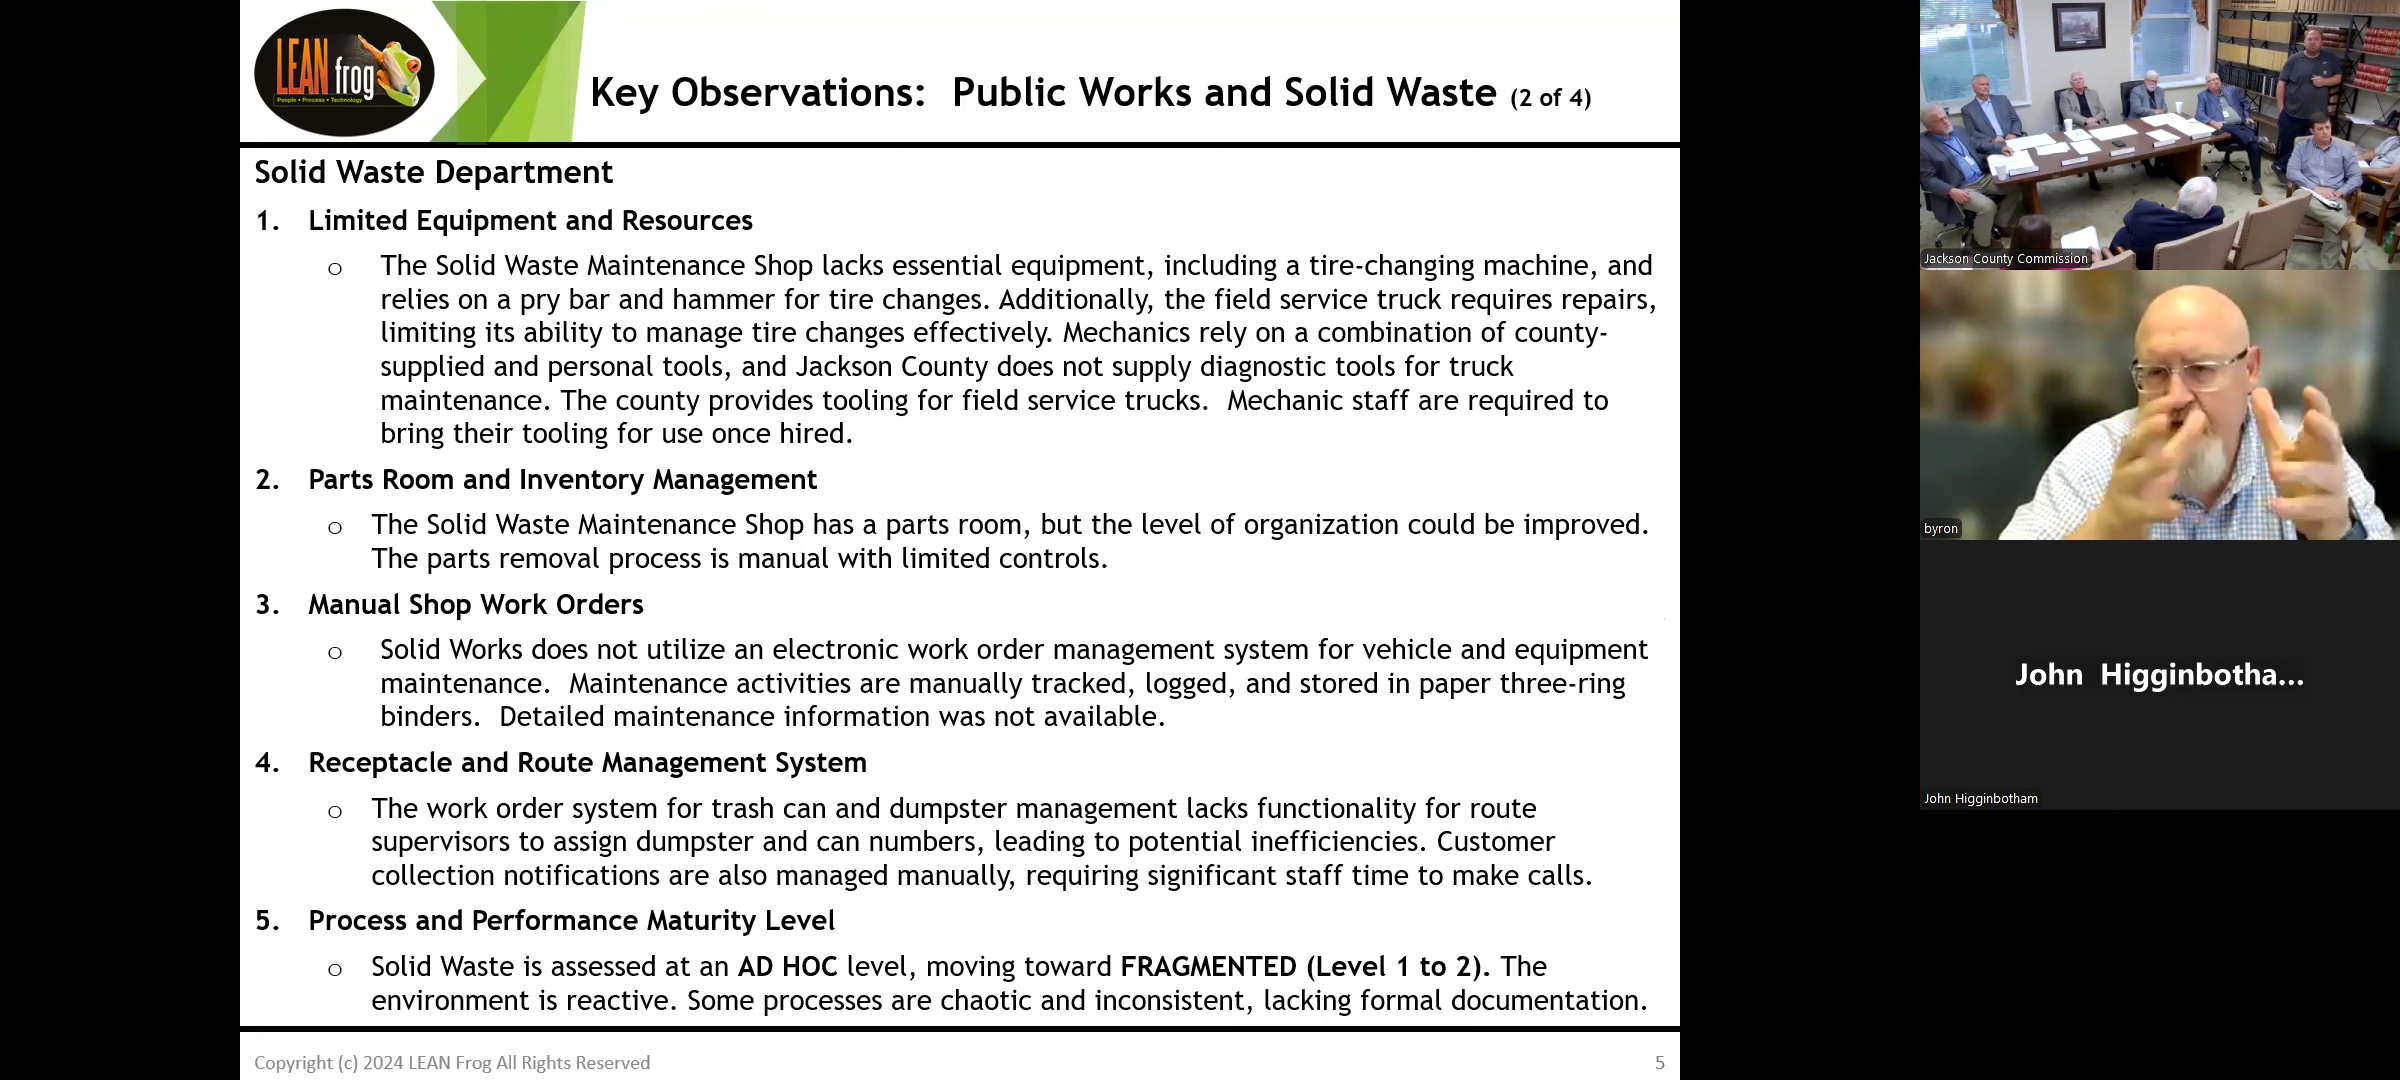 LEAN frog
People • Process • Technology
Key Observations:  Public Works and Solid Waste (2 of 4)
Solid Waste Department
1. Limited Equipment and Resources
o The Solid Waste Maintenance Shop lacks essential equipment, including a tire-changing machine, and
relies on a pry bar and hammer for tire changes. Additionally, the field service truck requires repairs,
limiting its ability to manage tire changes effectively. Mechanics rely on a combination of county-
supplied and personal tools, and Jackson County does not supply diagnostic tools for truck
maintenance. The county provides tooling for field service trucks.  Mechanic staff are required to
bring their tooling for use once hired.
2. Parts Room and Inventory Management
o The Solid Waste Maintenance Shop has a parts room, but the level of organization could be improved.
The parts removal process is manual with limited controls.
3. Manual Shop Work Orders
o Solid Works does not utilize an electronic work order management system for vehicle and equipment
maintenance.  Maintenance activities are manually tracked, logged, and stored in paper three-ring
binders.  Detailed maintenance information was not available.
4. Receptacle and Route Management System
o The work order system for trash can and dumpster management lacks functionality for route
supervisors to assign dumpster and can numbers, leading to potential inefficiencies. Customer
collection notifications are also managed manually, requiring significant staff time to make calls.
5. Process and Performance Maturity Level
o Solid Waste is assessed at an AD HOC level, moving toward FRAGMENTED (Level 1 to 2). The
environment is reactive. Some processes are chaotic and inconsistent, lacking formal documentation.
Copyright (c) 2024 LEAN Frog All Rights Reserved
5
Jackson County Commission
byron
John  Higginbotha...
John Higginbotham